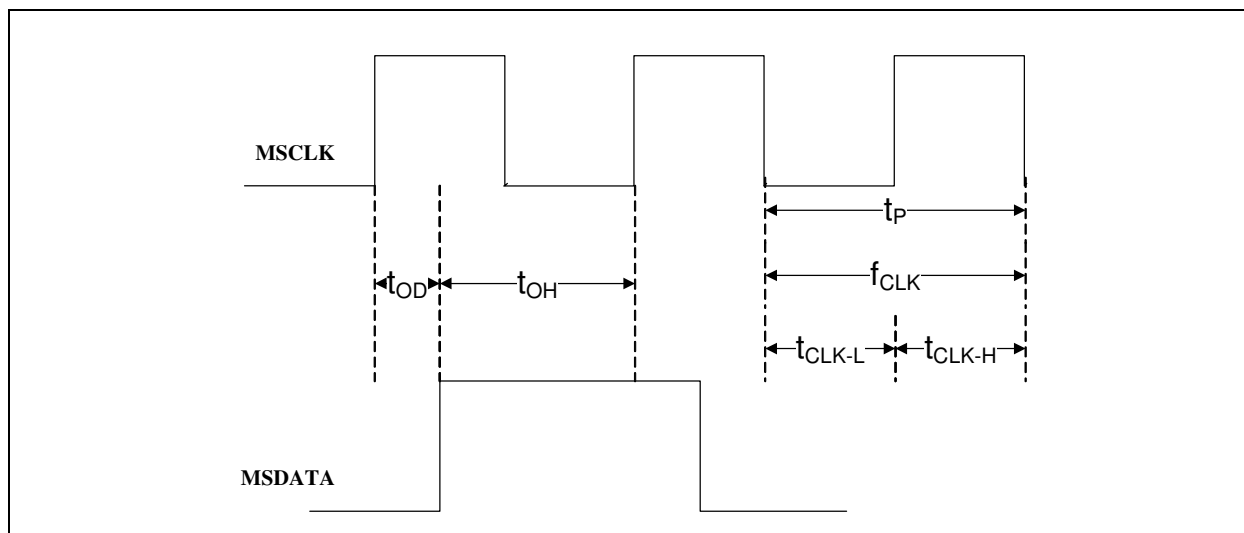 MSCLK
tP
fCLK
tOD
tOH
tCLK-L
tCLK-H
MSDATA